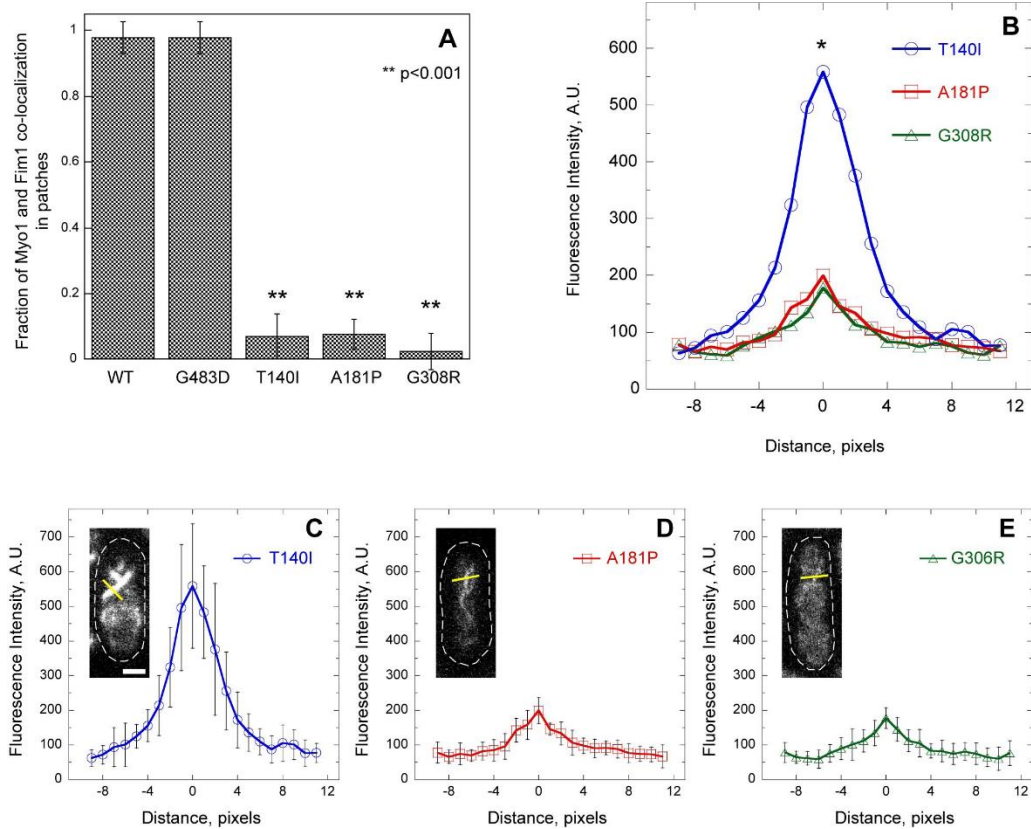 A
** p<0.001
Fraction of Myo1 and Fim1 co-localization
in patches
1
0.8
0.6
0.4
0.2
0
**
**
**
WT
G483D
T140I
A181P
G308R
B
*
T140I
A181P
G308R
Fluorescence Intensity, A.U.
600
500
400
300
200
100
0
-8
-4
0
4
8
12
Distance, pixels
C
T140I
Fluorescence Intensity, A.U.
700
600
500
400
300
200
100
0
-8
-4
0
4
8
12
Distance, pixels
D
A181P
Fluorescence Intensity, A.U.
700
600
500
400
300
200
100
0
-8
-4
0
4
8
12
Distance, pixels
E
G306R
Fluorescence Intensity, A.U.
700
600
500
400
300
200
100
0
-8
-4
0
4
8
12
Distance, pixels